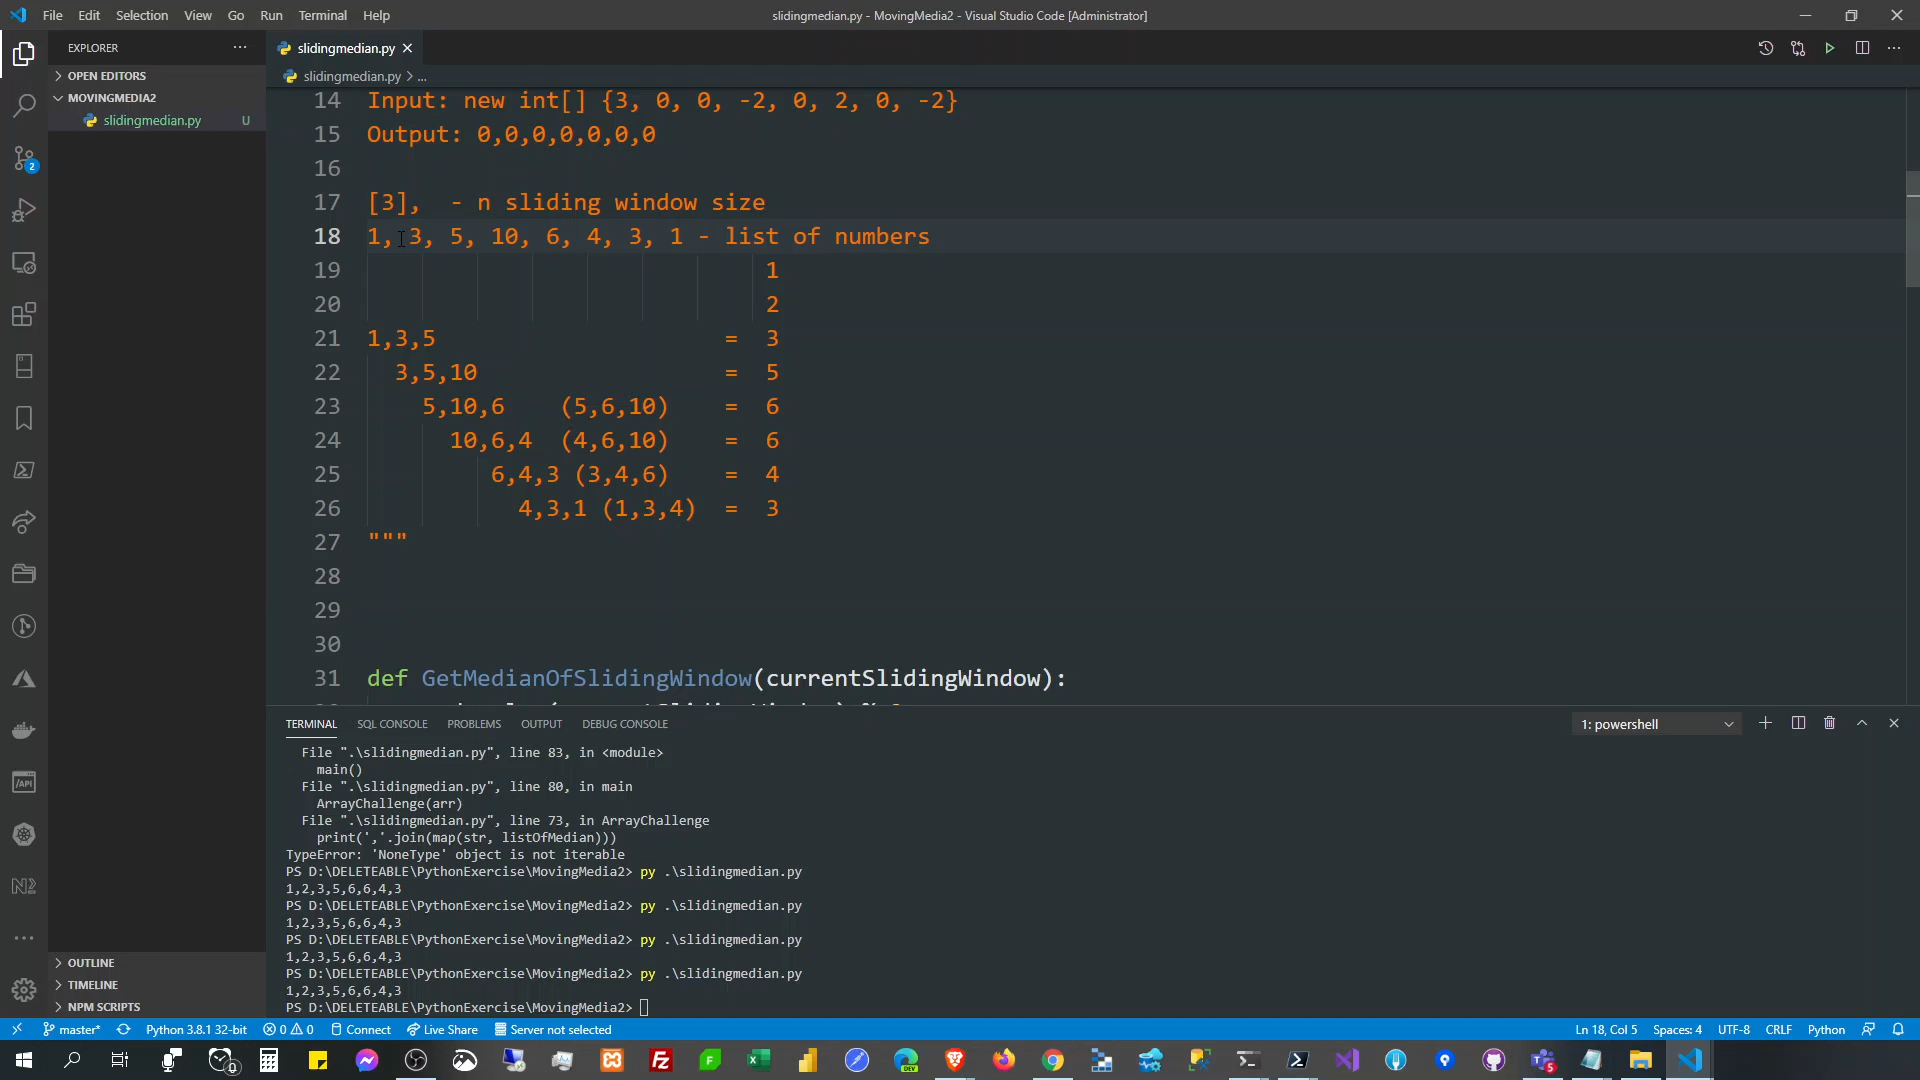 File Edit Selection View Go Run Terminal Help
slidingmedian.py - MovingMedia2 - Visual Studio Code [Administrator]
EXPLORER
OPEN EDITORS
MOVINGMEDIA2
slidingmedian.py U
2
slidingmedian.py
slidingmedian.py > ...
14 Input: new int[] {3, 0, 0, -2, 0, 2, 0, -2}
15 Output: 0,0,0,0,0,0,0
16
17 [3],  - n sliding window size
18 1, 3, 5, 10, 6, 4, 3, 1 - list of numbers
19 1
20 2
21 1,3,5 = 3
22 3,5,10 = 5
23 5,10,6 (5,6,10) = 6
24 10,6,4 (4,6,10) = 6
25 6,4,3 (3,4,6) = 4
26 4,3,1 (1,3,4) = 3
27 """
28
29
30
31 def GetMedianOfSlidingWindow(currentSlidingWindow):
TERMINAL SQL CONSOLE PROBLEMS OUTPUT DEBUG CONSOLE
1: powershell
File ".\slidingmedian.py", line 83, in <module>
main()
File ".\slidingmedian.py", line 80, in main
ArrayChallenge(arr)
File ".\slidingmedian.py", line 73, in ArrayChallenge
print(','.join(map(str, listOfMedian)))
TypeError: 'NoneType' object is not iterable
PS D:\DELETEABLE\PythonExercise\MovingMedia2> py .\slidingmedian.py
1,2,3,5,6,6,4,3
PS D:\DELETEABLE\PythonExercise\MovingMedia2> py .\slidingmedian.py
1,2,3,5,6,6,4,3
PS D:\DELETEABLE\PythonExercise\MovingMedia2> py .\slidingmedian.py
1,2,3,5,6,6,4,3
PS D:\DELETEABLE\PythonExercise\MovingMedia2> py .\slidingmedian.py
1,2,3,5,6,6,4,3
PS D:\DELETEABLE\PythonExercise\MovingMedia2>
OUTLINE
TIMELINE
NPM SCRIPTS
master* Python 3.8.1 32-bit 0 0 Connect Live Share Server not selected
Ln 18, Col 5 Spaces: 4 UTF-8 CRLF Python